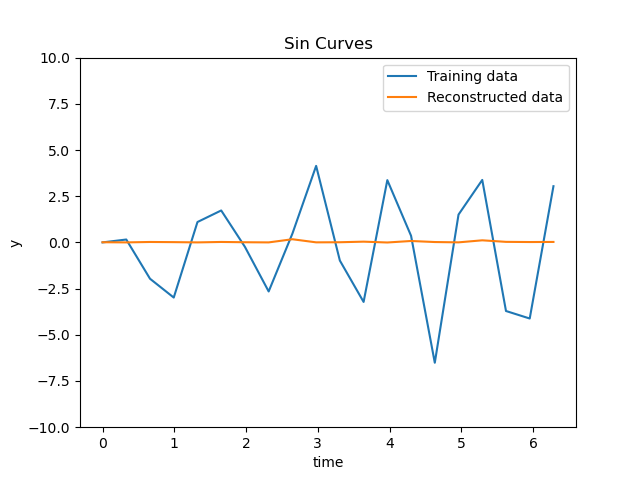 Sin Curves
Training data
Reconstructed data
10.0
7.5
5.0
2.5
0.0
−2.5
−5.0
−7.5
−10.0
y
0 1 2 3 4 5 6
time